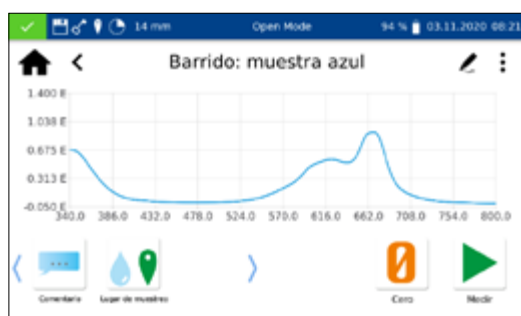 14 mm Open Mode 94 % 03.11.2020 08:21
Barrido: muestra azul
1.400 E
1.038 E
0.675 E
0.313 E
-0.050 E
340.0 386.0 432.0 478.0 524.0 570.0 616.0 662.0 708.0 754.0 800.0
Comentario Lugar de muestreo Cero Medir